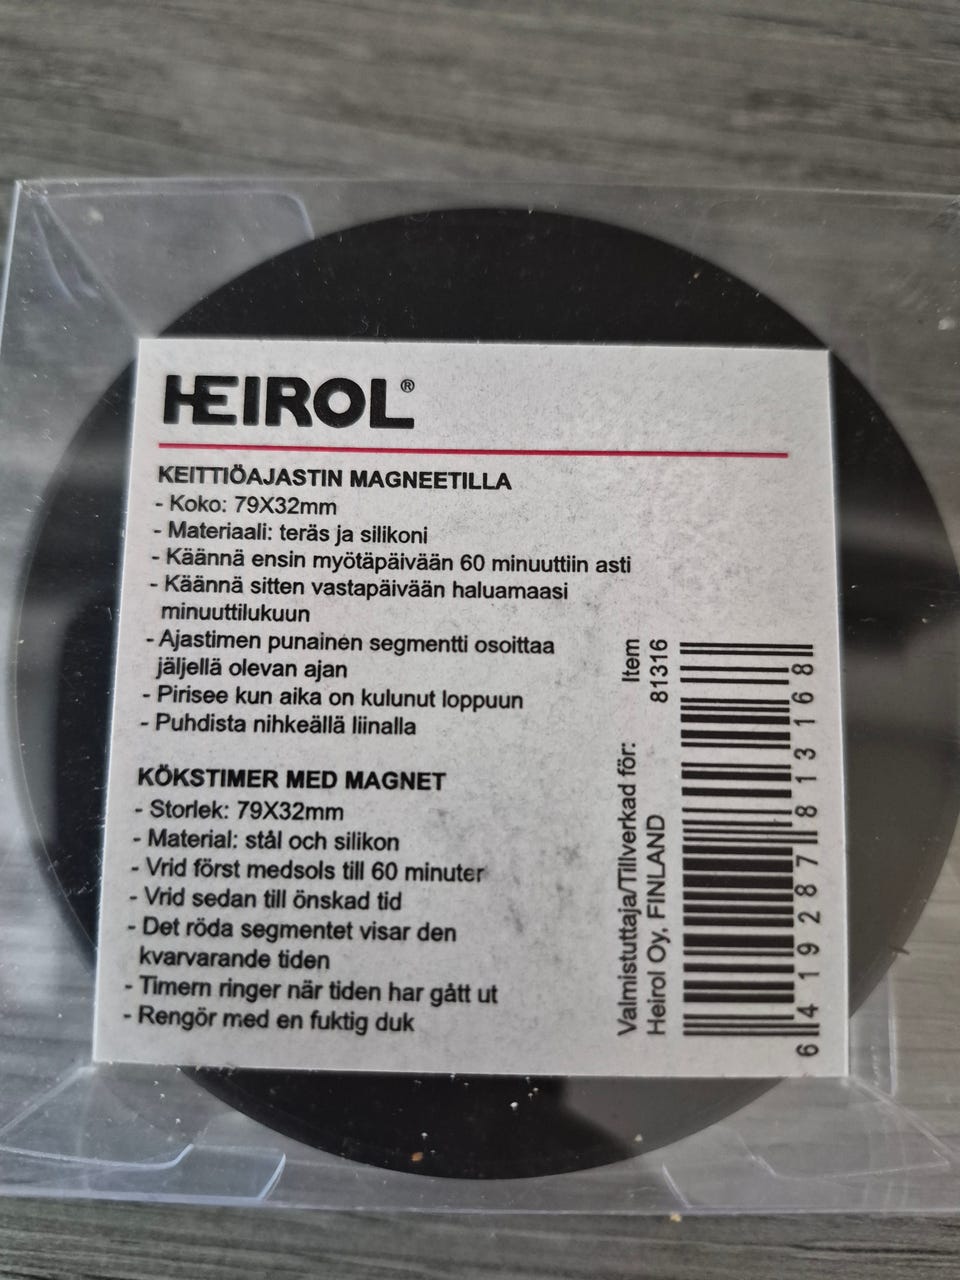 HEIROL®
KEITTIÖAJASTIN MAGNEETILLA
- Koko: 79X32mm
- Materiaali: teräs ja silikoni
- Käännä ensin myötäpäivään 60 minuuttiin asti
- Käännä sitten vastapäivään haluamaasi
minuuttilukuun
- Ajastimen punainen segmentti osoittaa
jäljellä olevan ajan
- Pirisee kun aika on kulunut loppuun
- Puhdista nihkeällä liinalla
KÖKSTIMER MED MAGNET
- Storlek: 79X32mm
- Material: stål och silikon
- Vrid först medsols till 60 minuter
- Vrid sedan till önskad tid
- Det röda segmentet visar den
kvarvarande tiden
- Timern ringer när tiden har gått ut
- Rengör med en fuktig duk
Valmistuttaja/Tillverkad för:
Heirol Oy, FINLAND
Item
81316
6 419287 813168